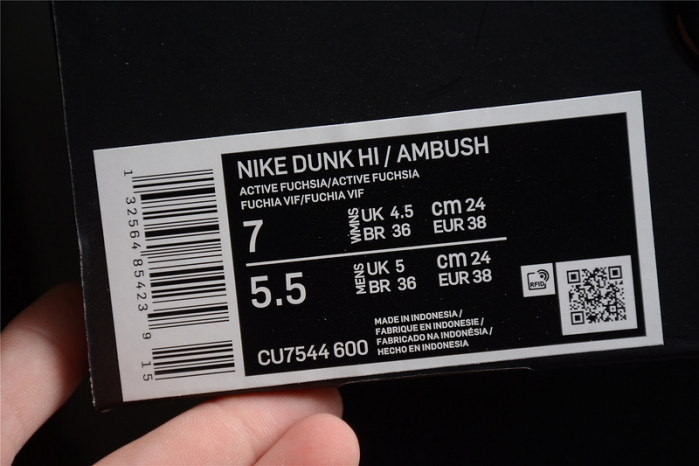 NIKE DUNK HI / AMBUSH
ACTIVE FUCHSIA/ACTIVE FUCHSIA
FUCHIA VIF/FUCHIA VIF
7 WMNS UK 4.5 cm 24
BR 36 EUR 38
5.5 MENS UK 5 cm 24
BR 36 EUR 38
CU7544 600
MADE IN INDONESIA /
FABRIQUE EN INDONESIE /
FABRICADO NA INDONÉSIA /
HECHO EN INDONESIA
RFID
1 32564 85423 9 15